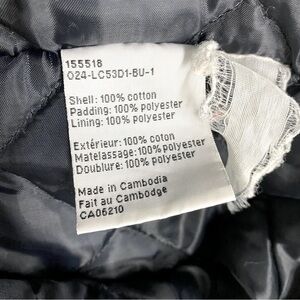 155518
024-LC53D1-BU-1
Shell: 100% cotton
Padding: 100% polyester
Lining: 100% polyester
Extérieur: 100% coton
Matelassage: 100% polyester
Doublure: 100% polyester
Made in Cambodia
Fait au Cambodge
CA06210